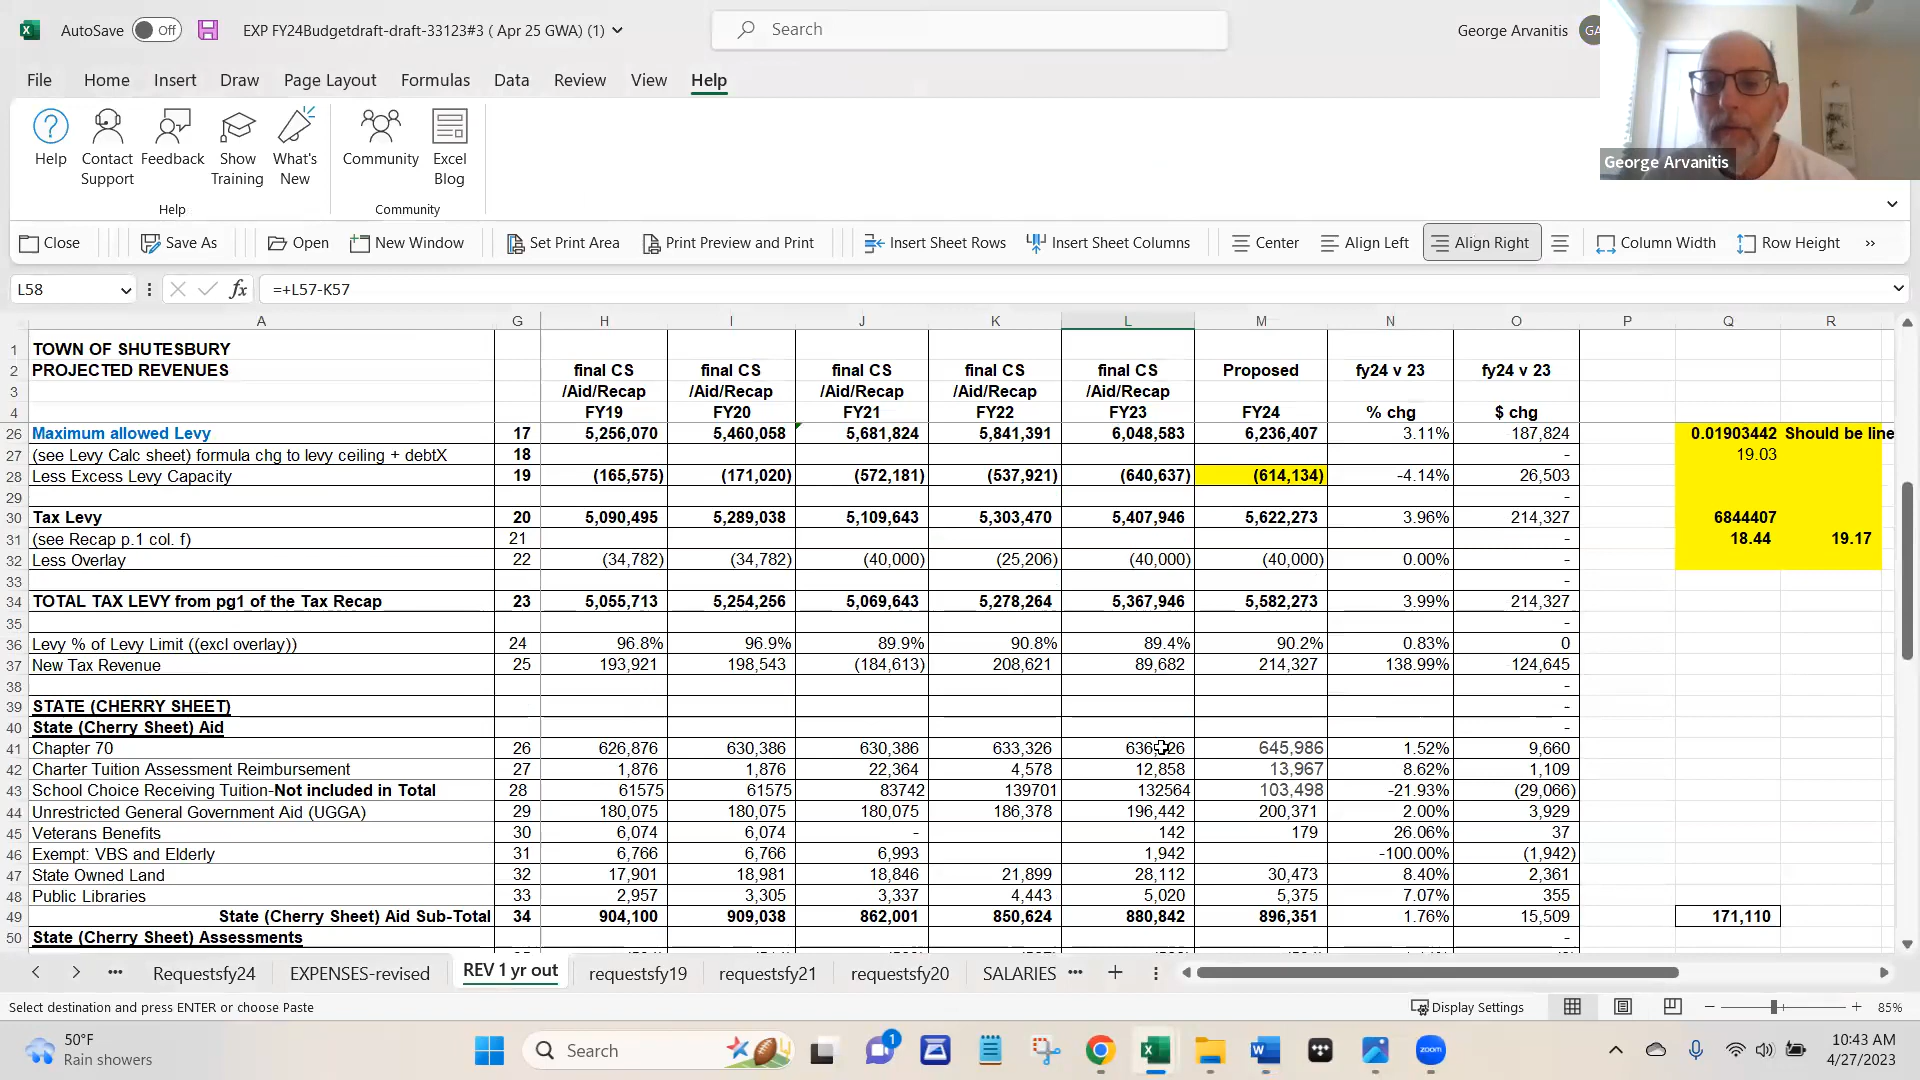 AutoSave Off EXP FY24Budgetdraft-draft-33123#3 ( Apr 25 GWA) (1) Search George Arvanitis GA
File Home Insert Draw Page Layout Formulas Data Review View Help
Help Contact Support Feedback Show Training What's New Community Excel Blog
Help Community
George Arvanitis
Close Save As Open New Window Set Print Area Print Preview and Print Insert Sheet Rows Insert Sheet Columns Center Align Left Align Right Column Width Row Height
L58 fx =+L57-K57
A G H I J K L M N O P Q R
1 TOWN OF SHUTESBURY
2 PROJECTED REVENUES final CS final CS final CS final CS final CS Proposed fy24 v 23 fy24 v 23
3 /Aid/Recap /Aid/Recap /Aid/Recap /Aid/Recap /Aid/Recap
4 FY19 FY20 FY21 FY22 FY23 FY24 % chg $ chg
26 Maximum allowed Levy 17 5,256,070 5,460,058 5,681,824 5,841,391 6,048,583 6,236,407 3.11% 187,824 0.01903442 Should be line
27 (see Levy Calc sheet) formula chg to levy ceiling + debtX 18 - 19.03
28 Less Excess Levy Capacity 19 (165,575) (171,020) (572,181) (537,921) (640,637) (614,134) -4.14% 26,503
29 -
30 Tax Levy 20 5,090,495 5,289,038 5,109,643 5,303,470 5,407,946 5,622,273 3.96% 214,327 6844407
31 (see Recap p.1 col. f) 21 - 18.44 19.17
32 Less Overlay 22 (34,782) (34,782) (40,000) (25,206) (40,000) (40,000) 0.00% -
33 -
34 TOTAL TAX LEVY from pg1 of the Tax Recap 23 5,055,713 5,254,256 5,069,643 5,278,264 5,367,946 5,582,273 3.99% 214,327
35 -
36 Levy % of Levy Limit ((excl overlay)) 24 96.8% 96.9% 89.9% 90.8% 89.4% 90.2% 0.83% 0
37 New Tax Revenue 25 193,921 198,543 (184,613) 208,621 89,682 214,327 138.99% 124,645
38 -
39 STATE (CHERRY SHEET) -
40 State (Cherry Sheet) Aid -
41 Chapter 70 26 626,876 630,386 630,386 633,326 645,986 1.52% 9,660
42 Charter Tuition Assessment Reimbursement 27 1,876 1,876 22,364 4,578 12,858 13,967 8.62% 1,109
43 School Choice Receiving Tuition-Not included in Total 28 61575 61575 83742 139701 132564 103,498 -21.93% (29,066)
44 Unrestricted General Government Aid (UGGA) 29 180,075 180,075 180,075 186,378 196,442 200,371 2.00% 3,929
45 Veterans Benefits 30 6,074 6,074 - 142 179 26.06% 37
46 Exempt: VBS and Elderly 31 6,766 6,766 6,993 1,942 -100.00% (1,942)
47 State Owned Land 32 17,901 18,981 18,846 21,899 28,112 30,473 8.40% 2,361
48 Public Libraries 33 2,957 3,305 3,337 4,443 5,020 5,375 7.07% 355
49 State (Cherry Sheet) Aid Sub-Total 34 904,100 909,038 862,001 850,624 880,842 896,351 1.76% 15,509 171,110
50 State (Cherry Sheet) Assessments -
Requestsfy24 EXPENSES-revised REV 1 yr out requestsfy19 requestsfy21 requestsfy20 SALARIES
Select destination and press ENTER or choose Paste Display Settings 85%
50°F
Rain showers
Search
1
zoom
10:43 AM
4/27/2023